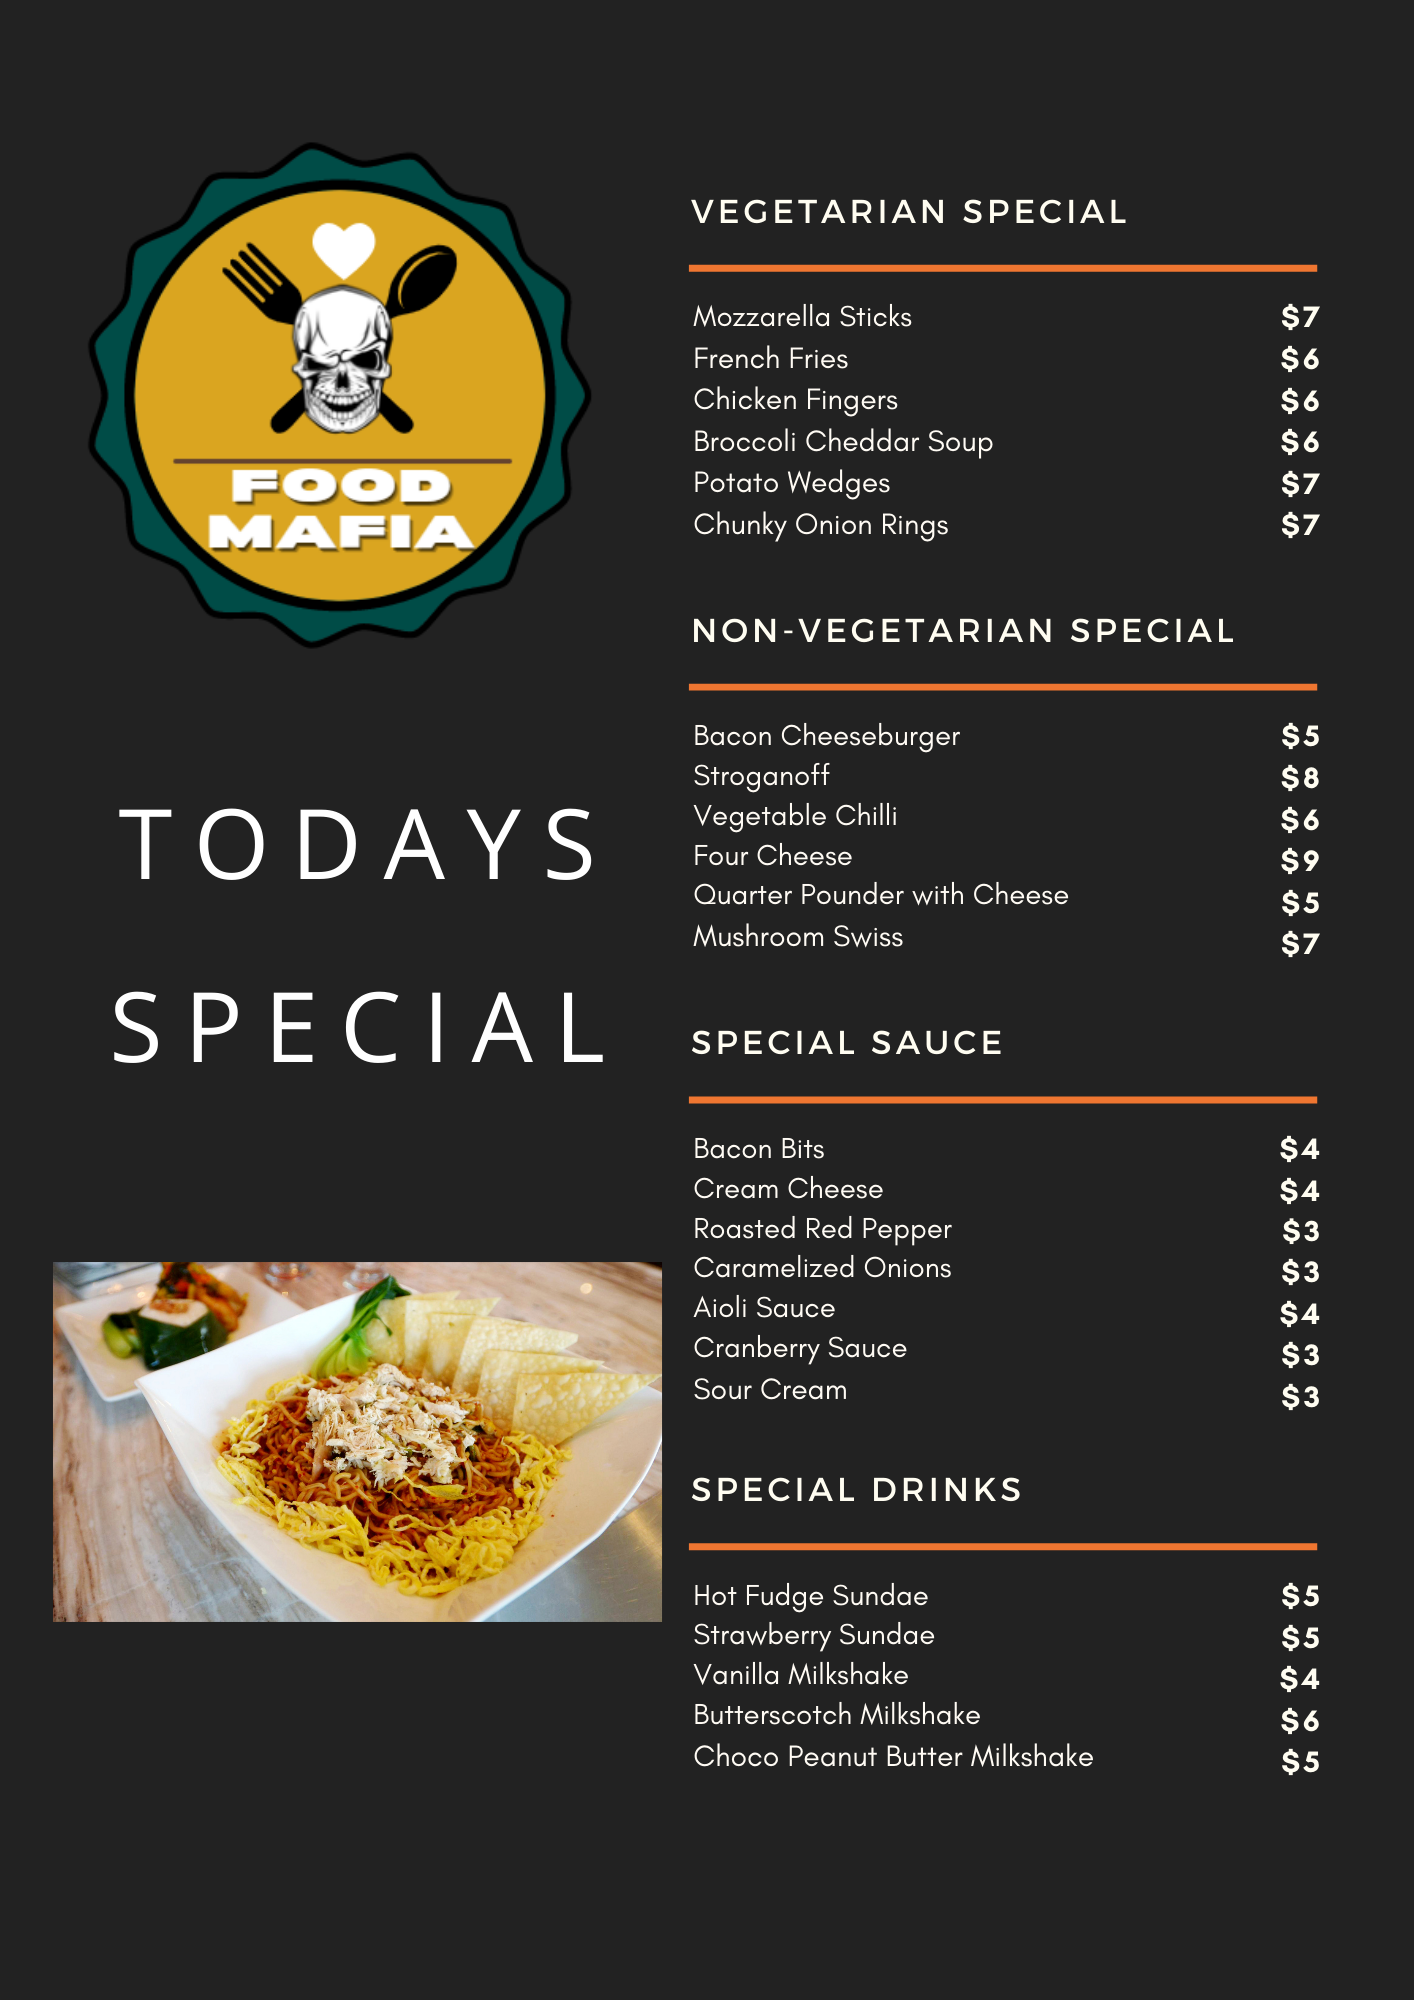 FOOD
MAFIA
TODAYS
SPECIAL
VEGETARIAN SPECIAL
Mozzarella Sticks $7
French Fries $6
Chicken Fingers $6
Broccoli Cheddar Soup $6
Potato Wedges $7
Chunky Onion Rings $7
NON-VEGETARIAN SPECIAL
Bacon Cheeseburger $5
Stroganoff $8
Vegetable Chilli $6
Four Cheese $9
Quarter Pounder with Cheese $5
Mushroom Swiss $7
SPECIAL SAUCE
Bacon Bits $4
Cream Cheese $4
Roasted Red Pepper $3
Caramelized Onions $3
Aioli Sauce $4
Cranberry Sauce $3
Sour Cream $3
SPECIAL DRINKS
Hot Fudge Sundae $5
Strawberry Sundae $5
Vanilla Milkshake $4
Butterscotch Milkshake $6
Choco Peanut Butter Milkshake $5